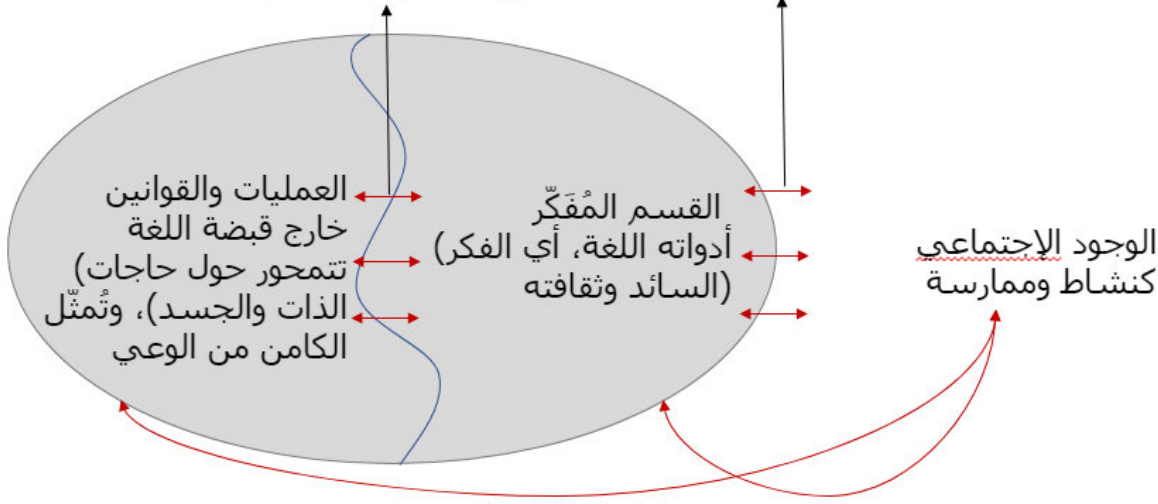 العمليات والقوانين
خارج قبضة اللغة
تتمحور حول حاجات)
الذات والجسد)، وتُمثّل
الكامن من الوعي
القسم المُفَكّر
أدواته اللغة، أي الفكر)
(السائد وثقافته
الوجود الإجتماعي
كنشاط وممارسة